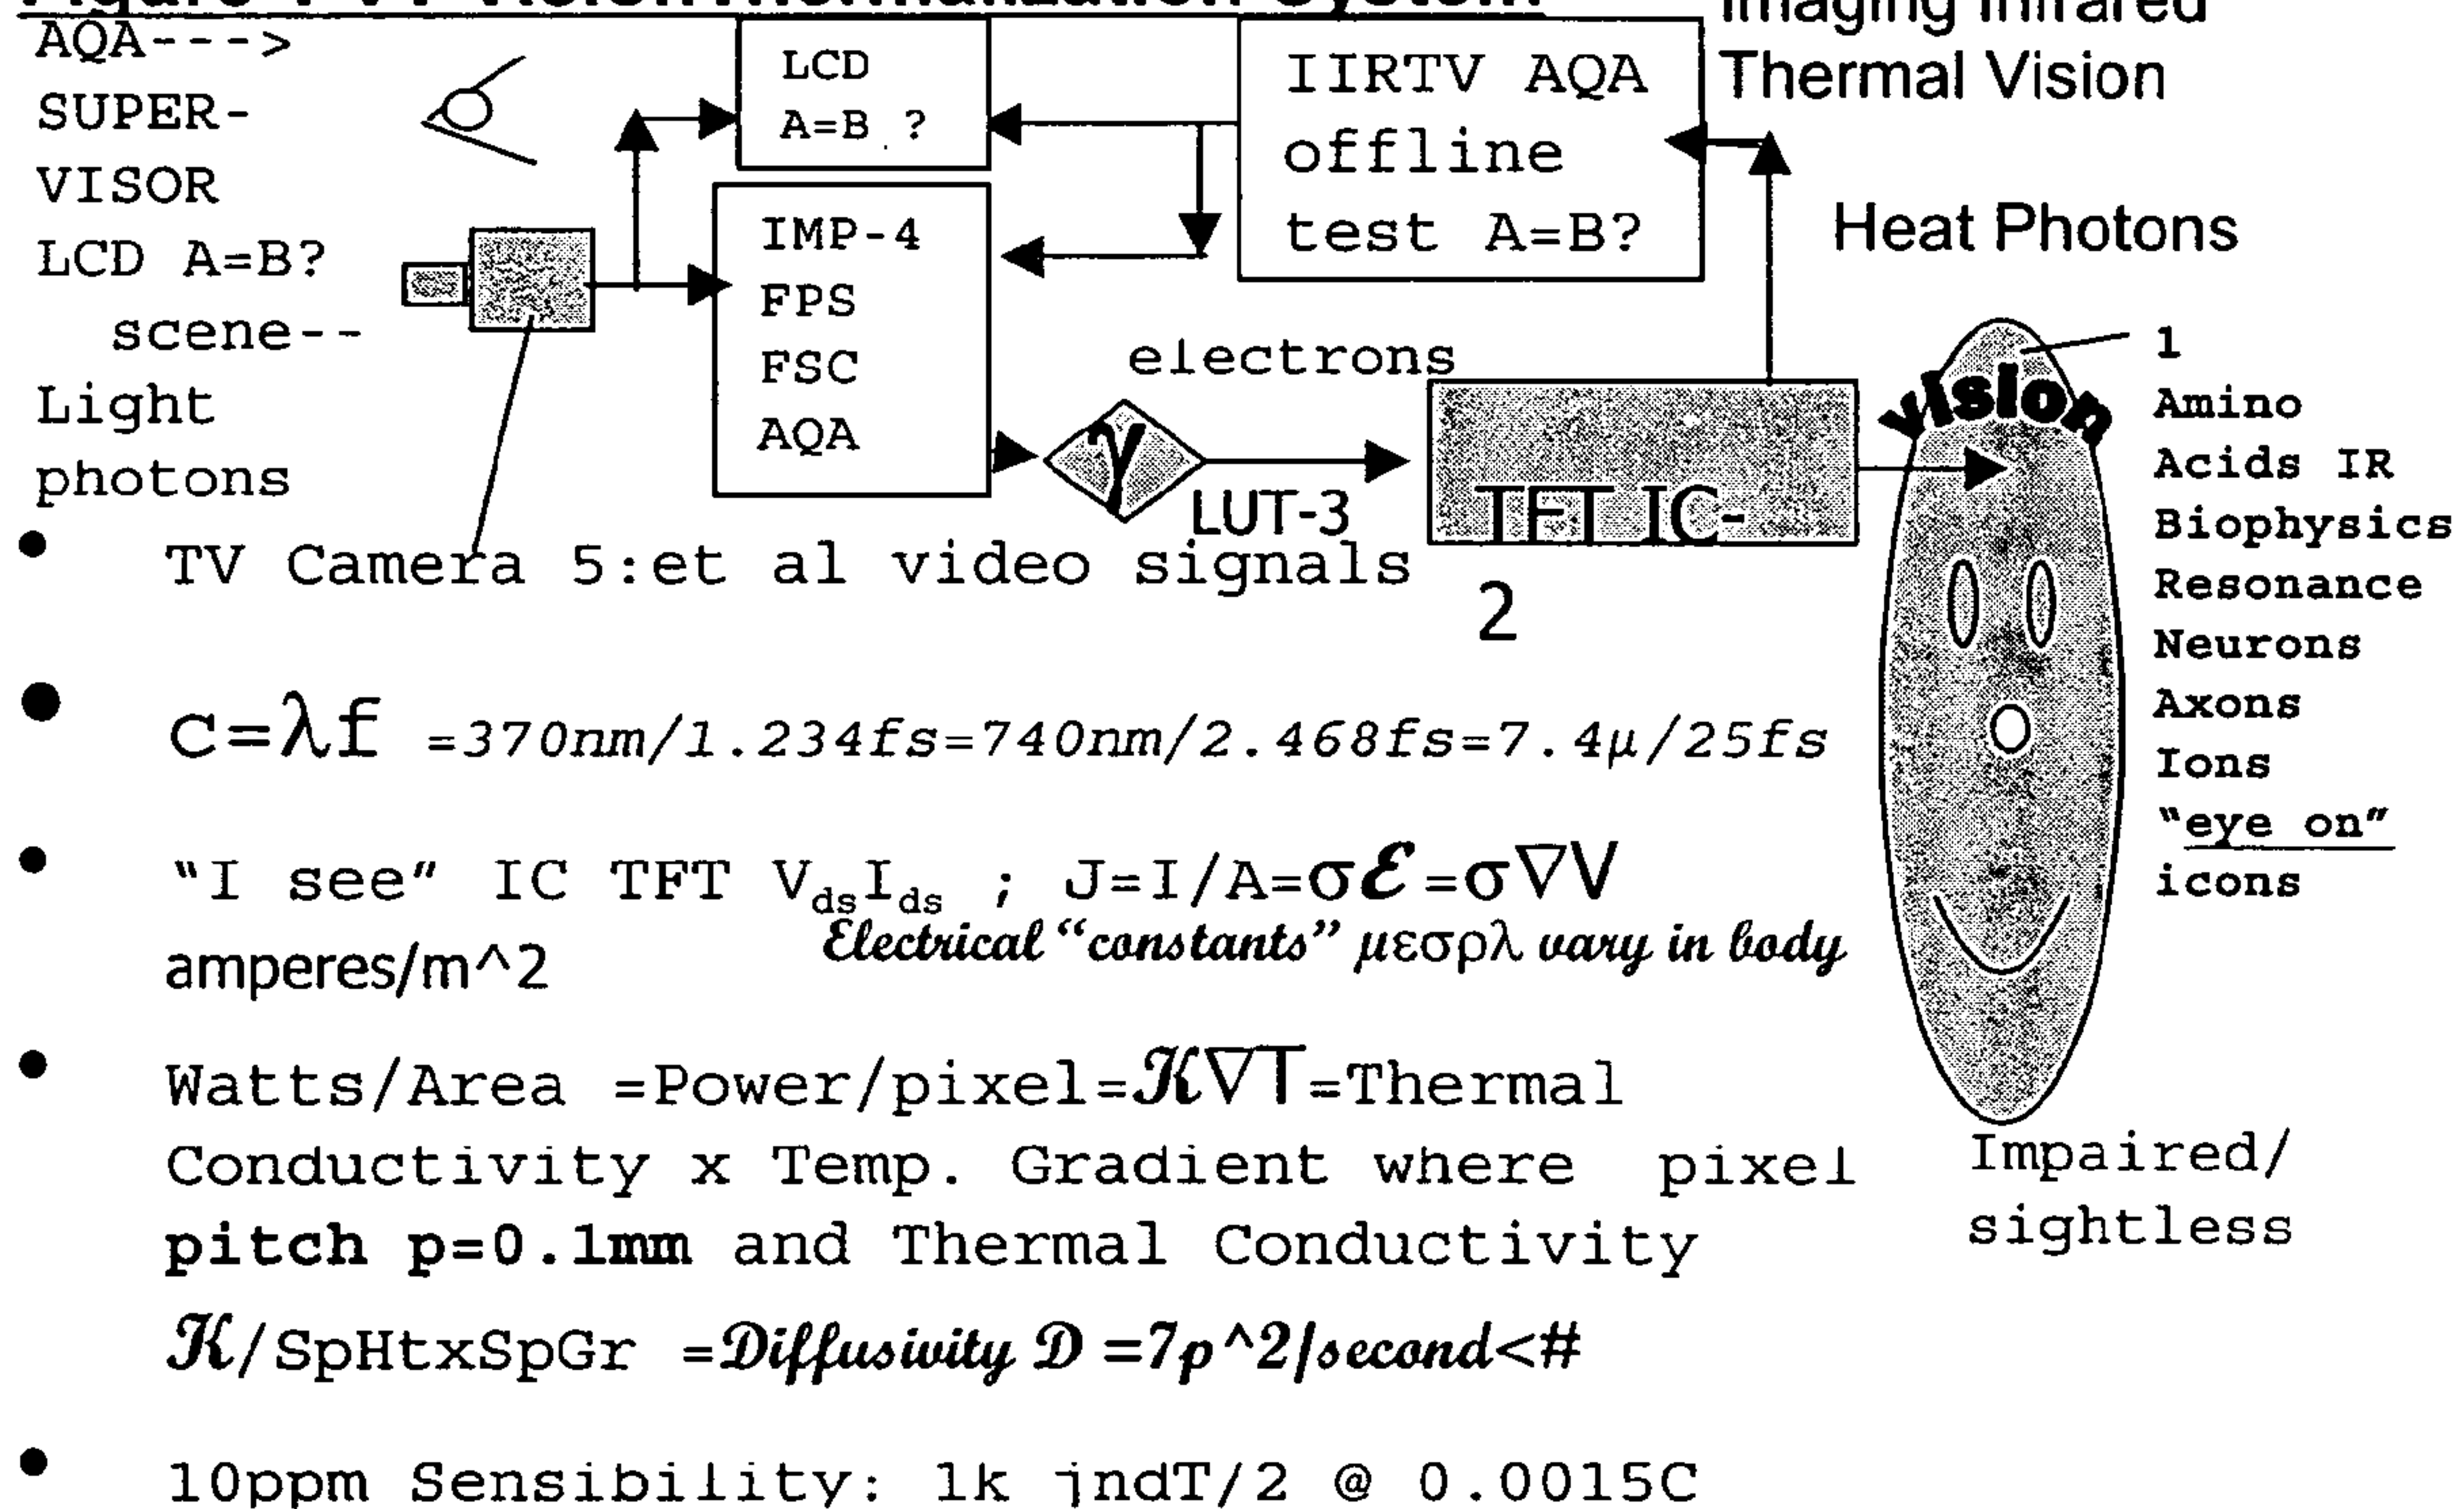 Thermal Vision
AQA--->
SUPER-
VISOR
LCD A=B?
scene--
Light
photons
LCD
A=B ?
IIRTV AQA
offline
test A=B?
Heat Photons
IMP-4
FPS
FSC
AQA
electrons
γ
LUT-3
TFT IC-
2
vision
1
Amino
Acids IR
Biophysics
Resonance
Neurons
Axons
Ions
“eye on”
icons
Impaired/
sightless
• TV Camera 5:et al video signals
• c=λf =370nm/1.234fs=740nm/2.468fs=7.4μ/25fs
• “I see” IC TFT VdsIds ; J=I/A=σℰ=σ∇V
amperes/m^2 Electrical “constants” μεσρλ vary in body
• Watts/Area =Power/pixel=𝒦∇T=Thermal
Conductivity x Temp. Gradient where pixel
pitch p=0.1mm and Thermal Conductivity
𝒦/SpHtxSpGr =Diffusivity D =7p^2/second<#
• 10ppm Sensibility: 1k jndT/2 @ 0.0015C